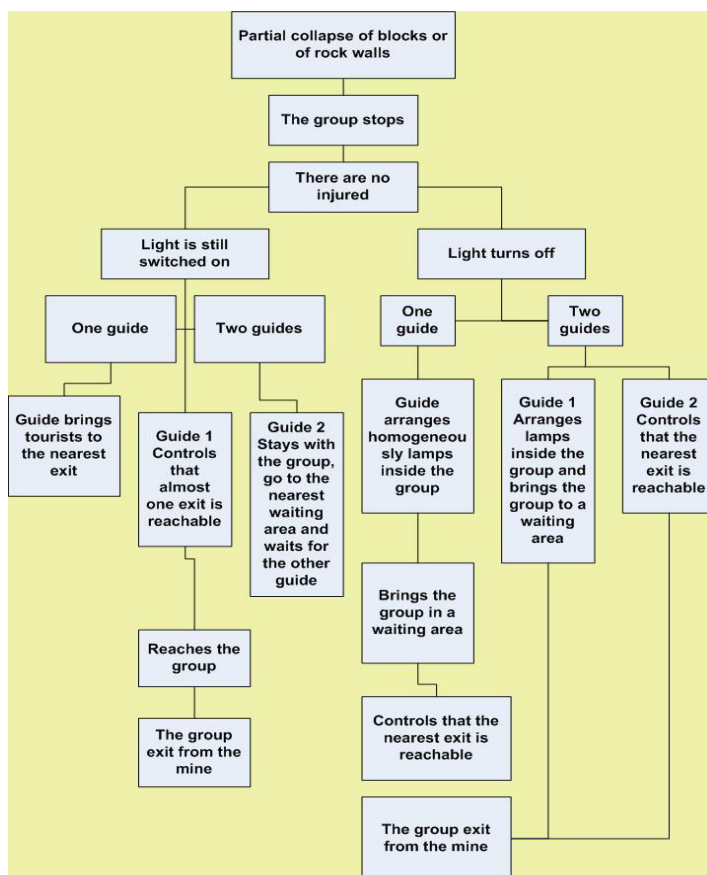 Partial collapse of blocks or
of rock walls
The group stops
There are no
injured
Light is still
switched on
Light turns off
One guide
Two guides
One
guide
Two
guides
Guide brings
tourists to
the nearest
exit
Guide 1
Controls
that
almost
one exit is
reachable
Guide 2
Stays with
the group,
go to the
nearest
waiting
area and
waits for
the other
guide
Guide
arranges
homogeneou
sly lamps
inside the
group
Guide 1
Arranges
lamps
inside the
group and
brings the
group to a
waiting
area
Guide 2
Controls
that the
nearest
exit is
reachable
Brings the
group in a
waiting area
Reaches the
group
Controls that the
nearest exit is
reachable
The group
exit from the
mine
The group exit
from the mine